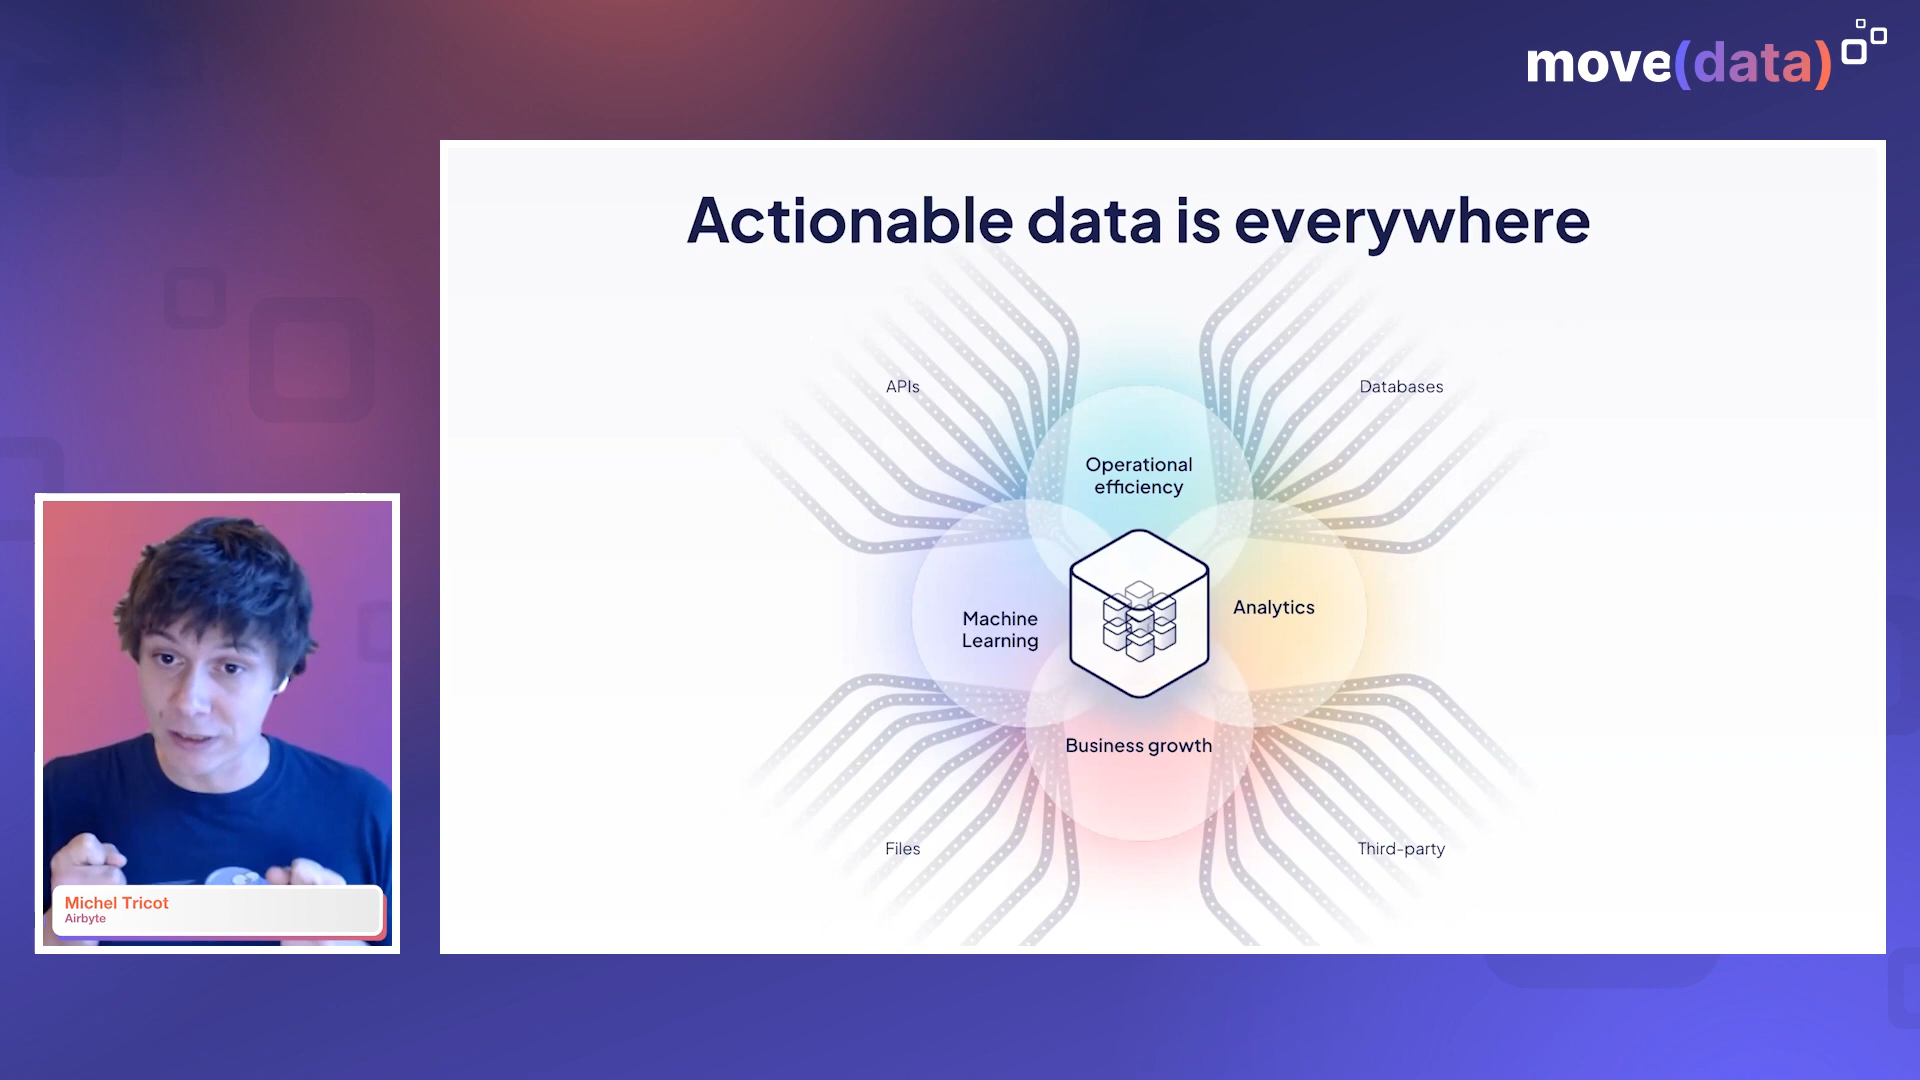 move(data)
Actionable data is everywhere
APIs
Databases
Operational
efficiency
Machine
Learning
Analytics
Business growth
Files
Third-party
Michel Tricot
Airbyte